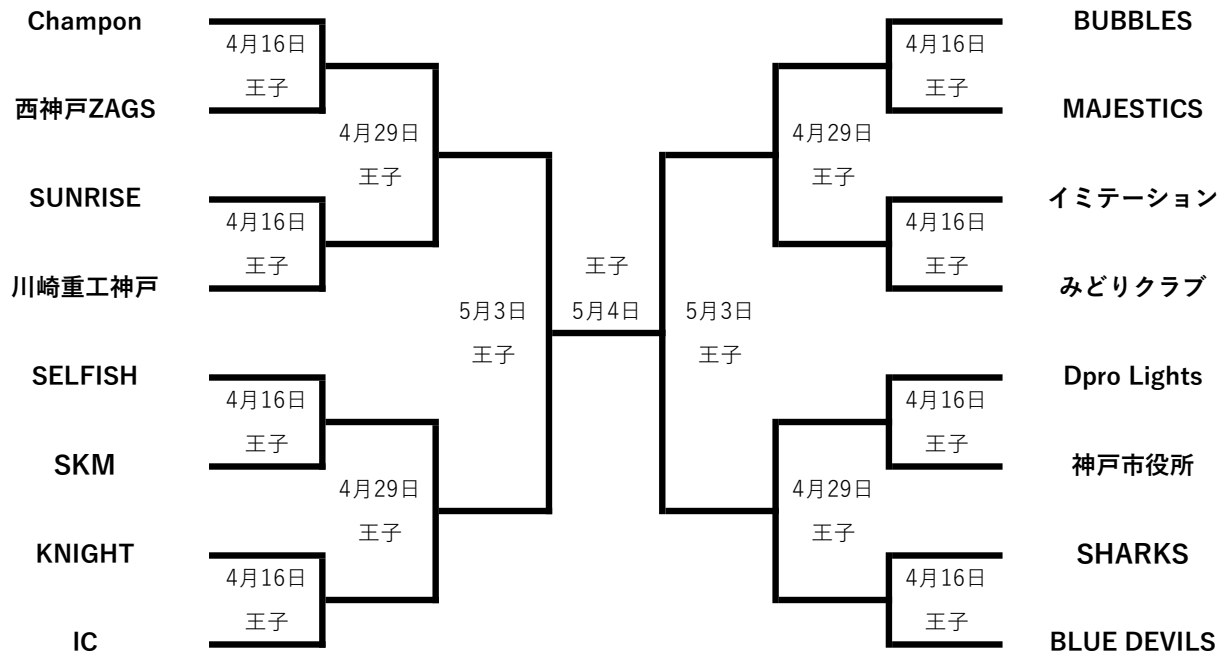 Champon
4月16日
王子
西神戸ZAGS
4月29日
王子
SUNRISE
4月16日
王子
川崎重工神戸
5月3日
王子
SELFISH
4月16日
王子
SKM
4月29日
王子
KNIGHT
4月16日
王子
IC
王子
5月4日
BUBBLES
4月16日
王子
MAJESTICS
4月29日
王子
イミテーション
4月16日
王子
みどりクラブ
5月3日
王子
Dpro Lights
4月16日
王子
神戸市役所
4月29日
王子
SHARKS
4月16日
王子
BLUE DEVILS